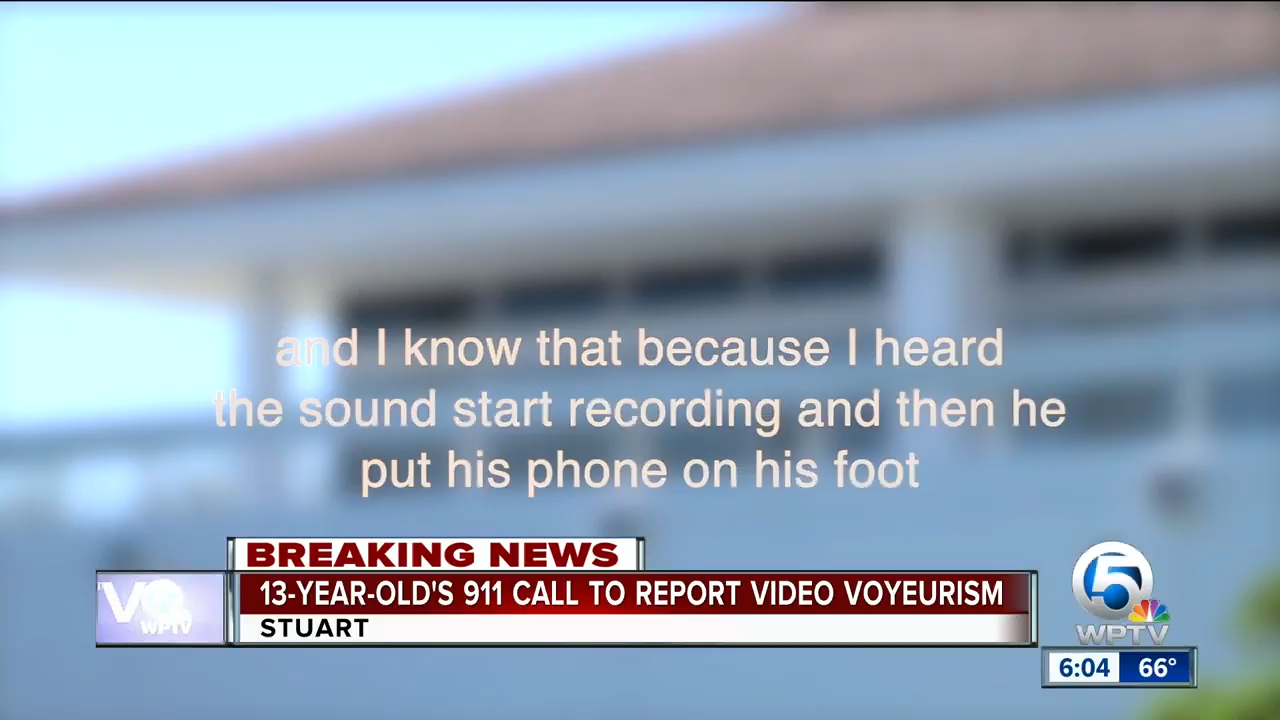 and I know that because I heard
the sound start recording and then he
put his phone on his foot
BREAKING NEWS
13-YEAR-OLD'S 911 CALL TO REPORT VIDEO VOYEURISM
STUART
WPTV
5
WPTV
6:04 66°